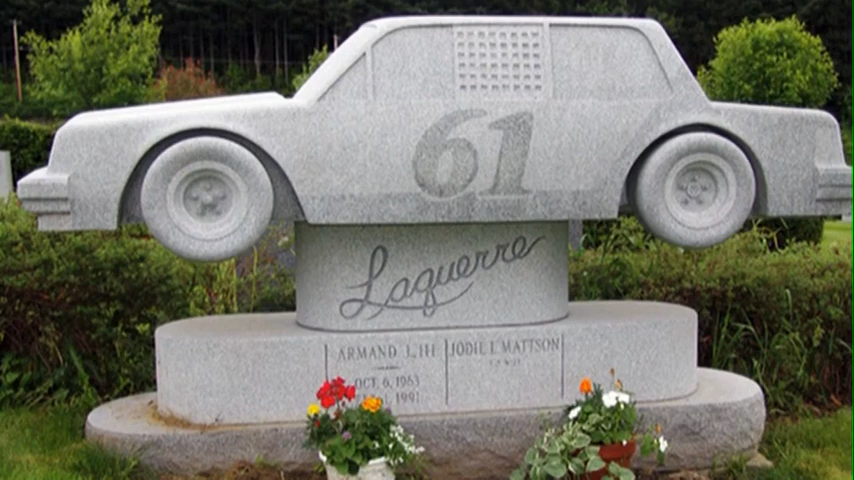 61
Laquerre
ARMAND J. III
JODIE I. MATTSON
OCT. 6, 1963
1991